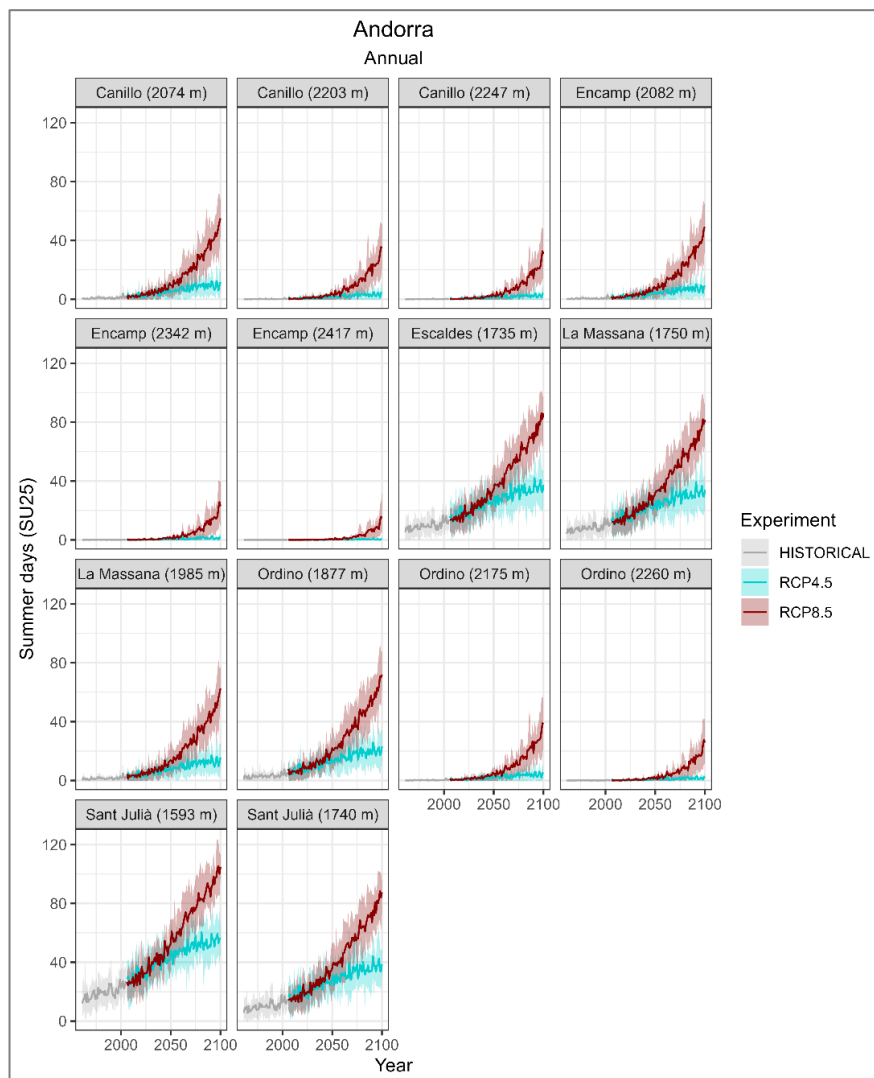 Andorra
Annual
Canillo (2074 m)
Canillo (2203 m)
Canillo (2247 m)
Encamp (2082 m)
120
80
40
0
Encamp (2342 m)
Encamp (2417 m)
Escaldes (1735 m)
La Massana (1750 m)
120
80
40
0
Summer days (SU25)
Experiment
HISTORICAL
RCP4.5
RCP8.5
La Massana (1985 m)
Ordino (1877 m)
Ordino (2175 m)
Ordino (2260 m)
120
80
40
0
2000 2050 2100
2000 2050 2100
Sant Julià (1593 m)
Sant Julià (1740 m)
120
80
40
0
2000 2050 2100
2000 2050 2100
Year